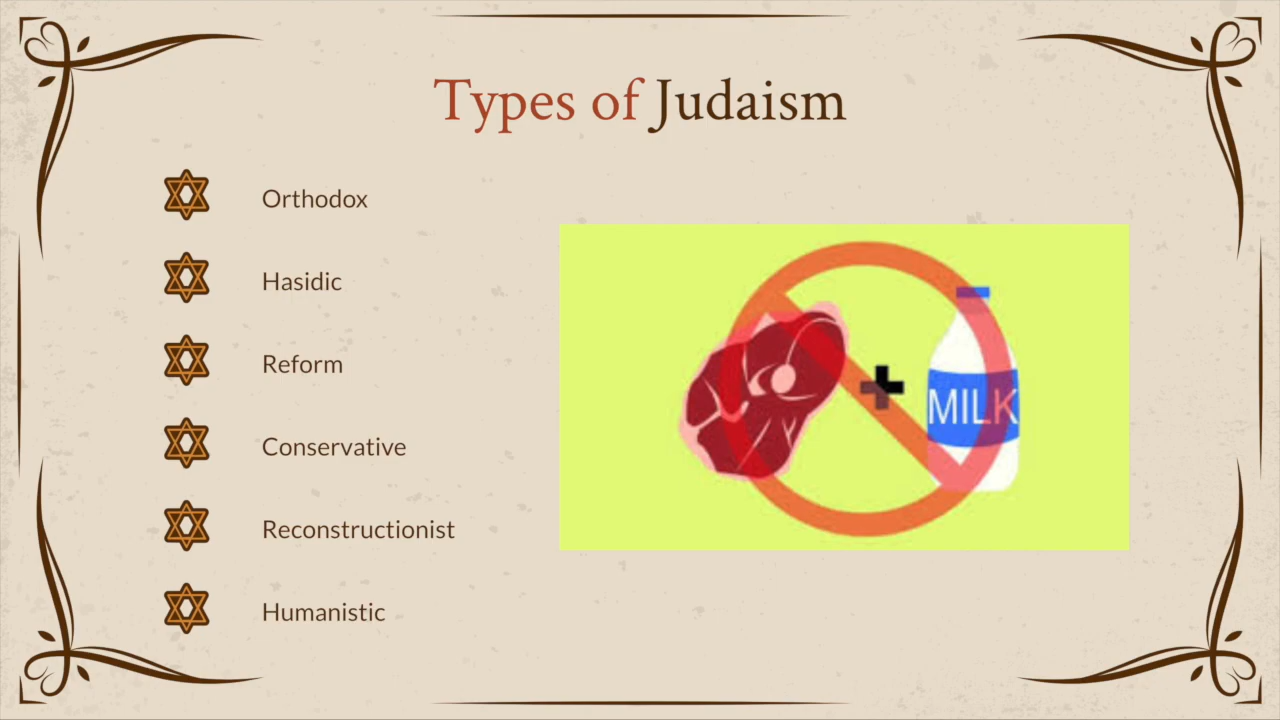 Types of Judaism
Orthodox
Hasidic
Reform
Conservative
Reconstructionist
Humanistic
MILK